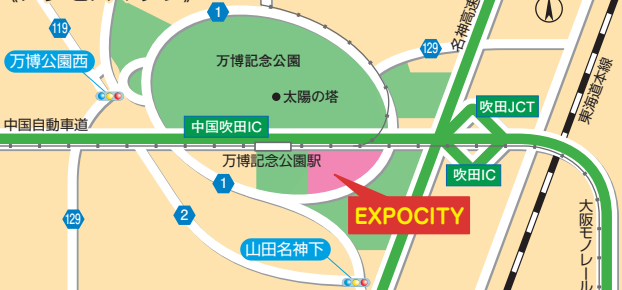 119
1
名神高速
129
万博公園西
万博記念公園
太陽の塔
東海道本線
吹田JCT
中国自動車道
中国吹田IC
万博記念公園駅
吹田IC
1
EXPOCITY
129
2
大阪モノレール
山田名神下